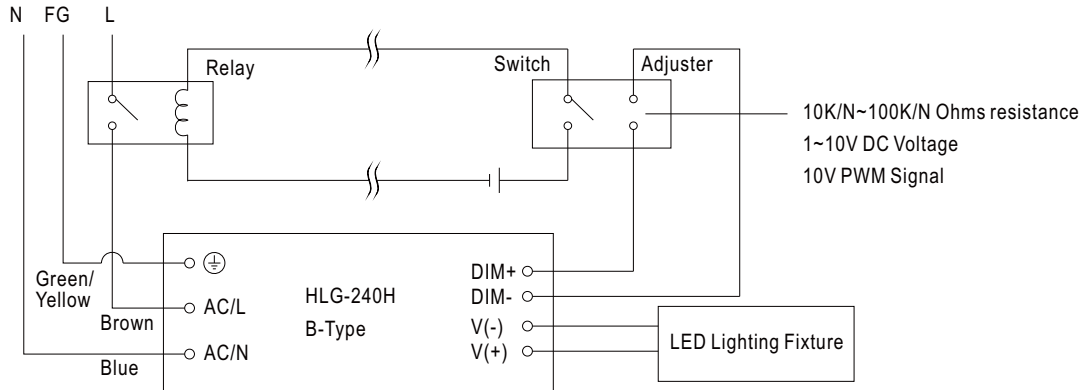 N FG L
Relay
Switch
Adjuster
10K/N~100K/N Ohms resistance
1~10V DC Voltage
10V PWM Signal
Green/
Yellow
Brown
Blue
AC/L
AC/N
HLG-240H
B-Type
DIM+
DIM-
V(-)
V(+)
LED Lighting Fixture